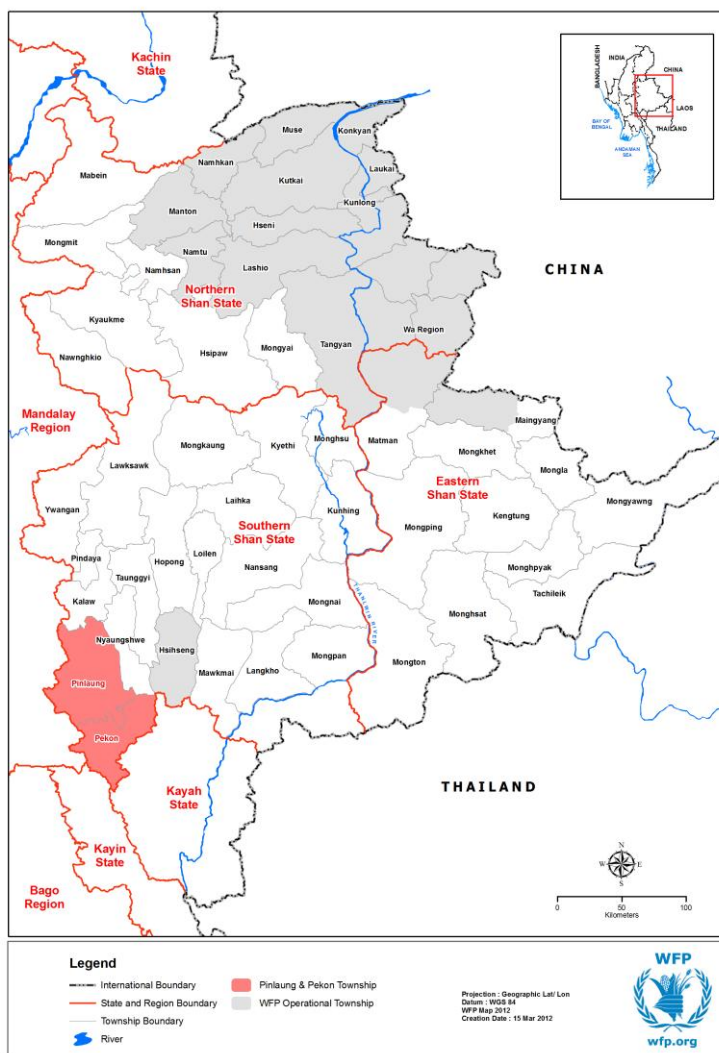 Kachin
State
BANGLADESH
INDIA
CHINA
LAOS
THAILAND
BAY OF
BENGAL
ANDAMAN
SEA
Muse
Konkyan
Namhkan
Laukai
Mabein
Kutkai
Manton
Kunlong
Hseni
Mongmit
Namtu
Namhsan
Lashio
CHINA
Northern
Shan State
Kyaukme
Wa Region
Nawnghkio
Hsipaw
Mongyai
Tangyan
Mandalay
Region
Maingyang
Mongkaung
Kyethi
Monghsu
Matman
Mongkhet
Lawksawk
Mongla
Eastern
Shan State
Ywangan
Laihka
Kunhing
Kengtung
Mongyawng
Southern
Shan State
Mongping
Pindaya
Hopong
Loilen
Nansang
Taunggyi
Monghpyak
Kalaw
Mongnai
THANLWIN RIVER
Monghsat
Tachileik
Nyaungshwe
Hsihseng
Mawkmai
Langkho
Mongpan
Mongton
Pinlaung
Pekon
Kayah
State
THAILAND
Kayin
State
Bago
Region
N
W
E
S
0
50
100
Kilometers
Legend
International Boundary
State and Region Boundary
Township Boundary
River
Pinlaung & Pekon Township
WFP Operational Township
Projection : Geographic Lat/ Lon
Datum : WGS 84
WFP Map 2012
Creation Date : 15 Mar 2012
WFP
wfp.org